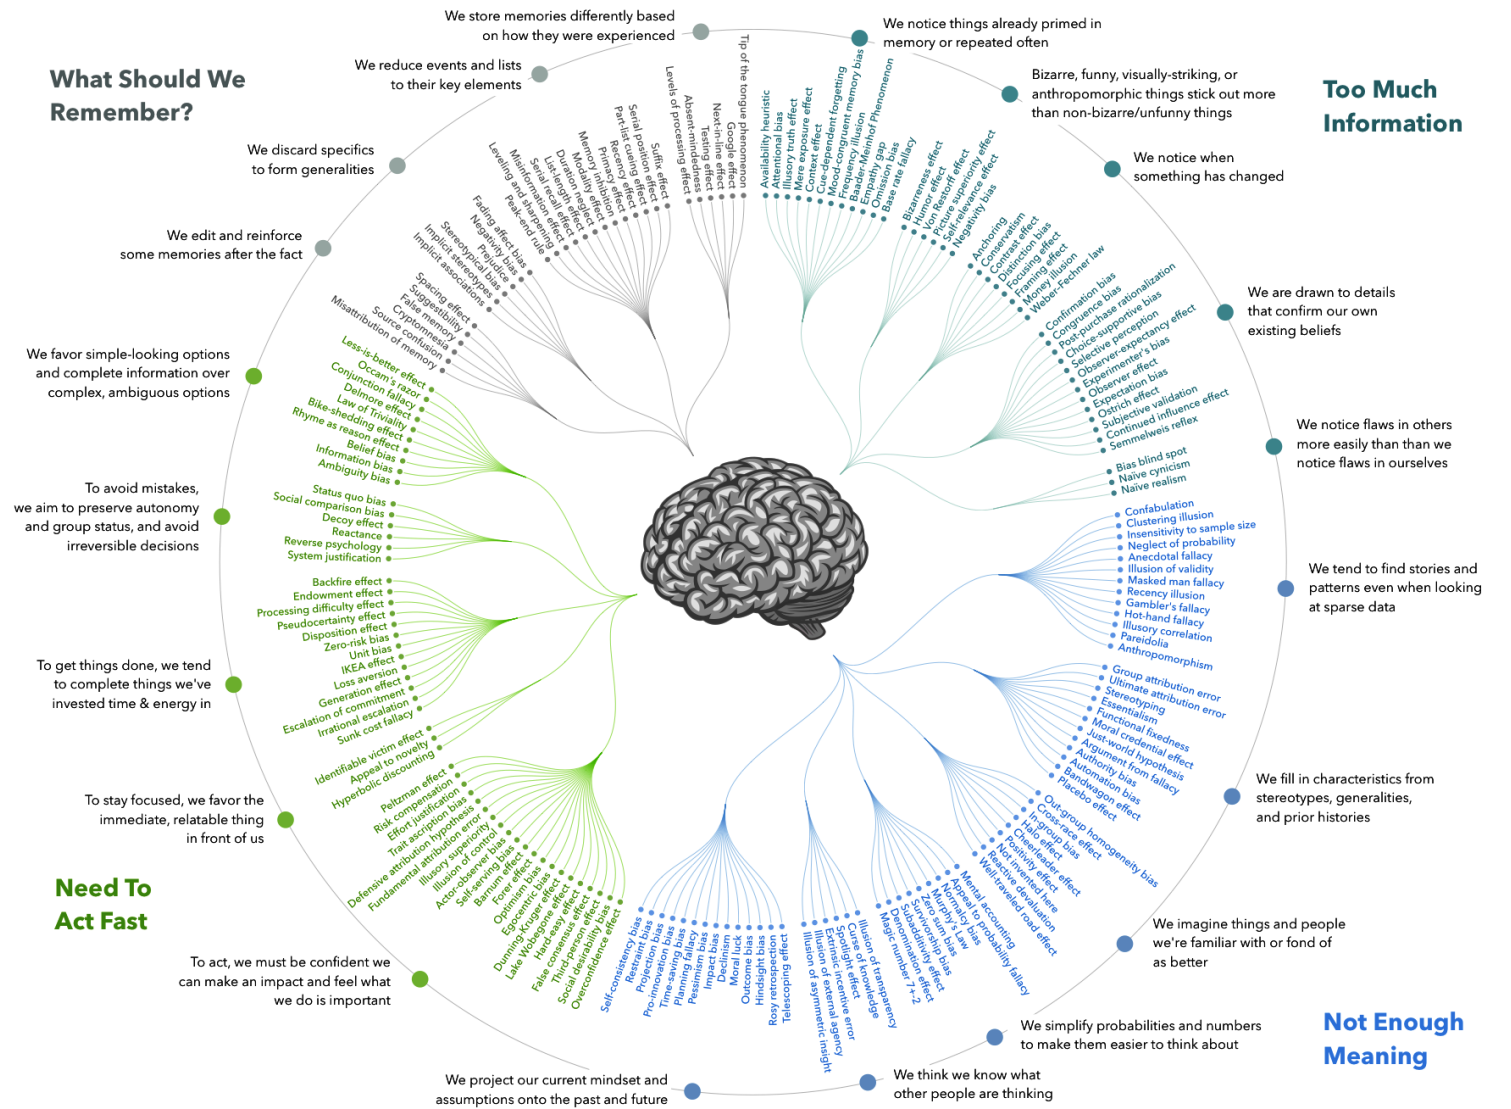 What Should We
Remember?
We store memories differently based
on how they were experienced
We reduce events and lists
to their key elements
We discard specifics
to form generalities
We edit and reinforce
some memories after the fact
Tip of the tongue phenomenon
Google effect
Next-in-line effect
Testing effect
Absent-mindedness
Levels of processing effect
Suffix effect
Serial position effect
Part-list cueing effect
Recency effect
Primacy effect
Memory inhibition
Modality effect
Duration neglect
List-length effect
Serial recall effect
Misinformation effect
Leveling and sharpening
Peak-end rule
Fading affect bias
Negativity bias
Prejudice
Stereotypical bias
Implicit stereotypes
Implicit associations
Spacing effect
Suggestibility
False memory
Cryptomnesia
Source confusion
Misattribution of memory
Too Much
Information
We notice things already primed in
memory or repeated often
Bizarre, funny, visually-striking, or
anthropomorphic things stick out more
than non-bizarre/unfunny things
We notice when
something has changed
We are drawn to details
that confirm our own
existing beliefs
We notice flaws in others
more easily than than we
notice flaws in ourselves
Availability heuristic
Attentional bias
Illusory truth effect
Mere exposure effect
Context effect
Cue-dependent forgetting
Mood-congruent memory bias
Frequency illusion
Baader-Meinhof Phenomenon
Empathy gap
Omission bias
Base rate fallacy
Bizarreness effect
Humor effect
Von Restorff effect
Picture superiority effect
Self-relevance effect
Negativity bias
Anchoring
Conservatism
Contrast effect
Distinction bias
Focusing effect
Framing effect
Money illusion
Weber–Fechner law
Confirmation bias
Congruence bias
Post-purchase rationalization
Choice-supportive bias
Selective perception
Observer-expectancy effect
Experimenter's bias
Observer effect
Expectation bias
Ostrich effect
Subjective validation
Continued influence effect
Semmelweis reflex
Bias blind spot
Naïve cynicism
Naïve realism
We tend to find stories and
patterns even when looking
at sparse data
We fill in characteristics from
stereotypes, generalities,
and prior histories
We imagine things and people
we're familiar with or fond of
as better
We simplify probabilities and numbers
to make them easier to think about
We think we know what
other people are thinking
We project our current mindset and
assumptions onto the past and future
Not Enough
Meaning
Confabulation
Clustering illusion
Insensitivity to sample size
Neglect of probability
Anecdotal fallacy
Illusion of validity
Masked man fallacy
Recency illusion
Gambler's fallacy
Hot-hand fallacy
Illusory correlation
Pareidolia
Anthropomorphism
Group attribution error
Ultimate attribution error
Stereotyping
Essentialism
Functional fixedness
Moral credential effect
Just-world hypothesis
Argument from fallacy
Authority bias
Automation bias
Bandwagon effect
Placebo effect
Out-group homogeneity bias
Cross-race effect
In-group bias
Halo effect
Cheerleader effect
Positivity effect
Not invented here
Reactive devaluation
Well-traveled road effect
Mental accounting
Appeal to probability fallacy
Normalcy bias
Murphy's Law
Zero sum bias
Survivorship bias
Subadditivity effect
Denomination effect
Magic number 7+-2
Illusion of transparency
Curse of knowledge
Spotlight effect
Extrinsic incentive error
Illusion of external agency
Illusion of asymmetric insight
Telescoping effect
Rosy retrospection
Hindsight bias
Outcome bias
Moral luck
Declinism
Impact bias
Pessimism bias
Planning fallacy
Time-saving bias
Pro-innovation bias
Projection bias
Restraint bias
Self-consistency bias
We favor simple-looking options
and complete information over
complex, ambiguous options
To avoid mistakes,
we aim to preserve autonomy
and group status, and avoid
irreversible decisions
To get things done, we tend
to complete things we've
invested time & energy in
To stay focused, we favor the
immediate, relatable thing
in front of us
To act, we must be confident we
can make an impact and feel what
we do is important
Need To
Act Fast
Less-is-better effect
Occam's razor
Conjunction fallacy
Delmore effect
Law of Triviality
Bike-shedding effect
Rhyme as reason effect
Belief bias
Information bias
Ambiguity bias
Status quo bias
Social comparison bias
Decoy effect
Reactance
Reverse psychology
System justification
Backfire effect
Endowment effect
Processing difficulty effect
Pseudocertainty effect
Disposition effect
Zero-risk bias
Unit bias
IKEA effect
Loss aversion
Generation effect
Escalation of commitment
Irrational escalation
Sunk cost fallacy
Identifiable victim effect
Appeal to novelty
Hyperbolic discounting
Peltzman effect
Risk compensation
Effort justification
Trait ascription bias
Defensive attribution hypothesis
Fundamental attribution error
Illusory superiority
Illusion of control
Actor-observer bias
Self-serving bias
Barnum effect
Forer effect
Optimism bias
Egocentric bias
Dunning-Kruger effect
Lake Wobegone effect
Hard-easy effect
False consensus effect
Third-person effect
Social desirability bias
Overconfidence effect